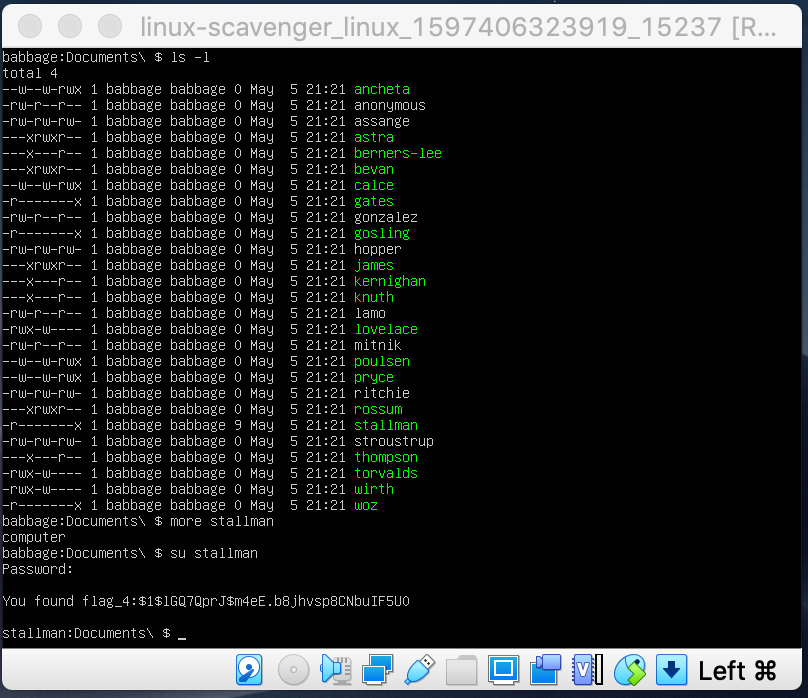 linux-scavenger_linux_1597406323919_15237 [R...
babbage:Documents\ $ ls -l
total 4
--w--w-rwx 1 babbage babbage 0 May  5 21:21 ancheta
-rw-r--r-- 1 babbage babbage 0 May  5 21:21 anonymous
-rw-rw-rw- 1 babbage babbage 0 May  5 21:21 assange
---xrwxr-- 1 babbage babbage 0 May  5 21:21 astra
---x---r-- 1 babbage babbage 0 May  5 21:21 berners-lee
---xrwxr-- 1 babbage babbage 0 May  5 21:21 bevan
--w--w-rwx 1 babbage babbage 0 May  5 21:21 calce
-r-------x 1 babbage babbage 0 May  5 21:21 gates
-rw-r--r-- 1 babbage babbage 0 May  5 21:21 gonzalez
-r-------x 1 babbage babbage 0 May  5 21:21 gosling
-rw-rw-rw- 1 babbage babbage 0 May  5 21:21 hopper
---xrwxr-- 1 babbage babbage 0 May  5 21:21 james
---x---r-- 1 babbage babbage 0 May  5 21:21 kernighan
---x---r-- 1 babbage babbage 0 May  5 21:21 knuth
-rw-r--r-- 1 babbage babbage 0 May  5 21:21 lamo
-rwx-w---- 1 babbage babbage 0 May  5 21:21 lovelace
-rw-r--r-- 1 babbage babbage 0 May  5 21:21 mitnik
--w--w-rwx 1 babbage babbage 0 May  5 21:21 poulsen
--w--w-rwx 1 babbage babbage 0 May  5 21:21 pryce
-rw-rw-rw- 1 babbage babbage 0 May  5 21:21 ritchie
---xrwxr-- 1 babbage babbage 0 May  5 21:21 rossum
-r-------x 1 babbage babbage 9 May  5 21:21 stallman
-rw-rw-rw- 1 babbage babbage 0 May  5 21:21 stroustrup
---x---r-- 1 babbage babbage 0 May  5 21:21 thompson
-rwx-w---- 1 babbage babbage 0 May  5 21:21 torvalds
-rwx-w---- 1 babbage babbage 0 May  5 21:21 wirth
-r-------x 1 babbage babbage 0 May  5 21:21 woz
babbage:Documents\ $ more stallman
computer
babbage:Documents\ $ su stallman
Password:
You found flag_4:$1$lGQ7QprJ$m4eE.b8jhvsp8CNbuIF5U0
stallman:Documents\ $ _
V Left ⌘